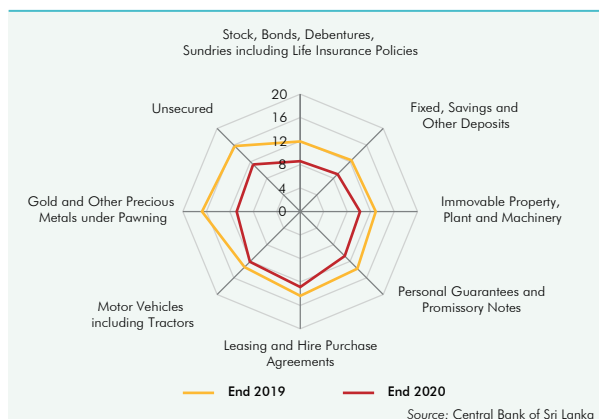 Stock, Bonds, Debentures,
Sundries including Life Insurance Policies
Unsecured
Fixed, Savings and
Other Deposits
20
16
12
8
4
0
Gold and Other Precious
Metals under Pawning
Immovable Property,
Plant and Machinery
Motor Vehicles
including Tractors
Personal Guarantees and
Promissory Notes
Leasing and Hire Purchase
Agreements
End 2019
End 2020
Source: Central Bank of Sri Lanka